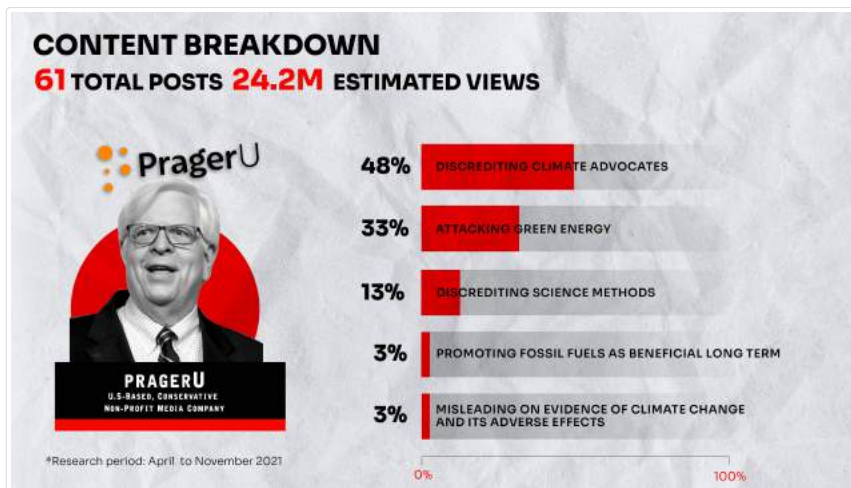 CONTENT BREAKDOWN
61 TOTAL POSTS 24.2M ESTIMATED VIEWS
PragerU
PRAGERU
U.S-BASED, CONSERVATIVE
NON-PROFIT MEDIA COMPANY
*Research period: April to November 2021
48% DISCREDITING CLIMATE ADVOCATES
33% ATTACKING GREEN ENERGY
13% DISCREDITING SCIENCE METHODS
3% PROMOTING FOSSIL FUELS AS BENEFICIAL LONG TERM
3% MISLEADING ON EVIDENCE OF CLIMATE CHANGE
AND ITS ADVERSE EFFECTS
0% 100%